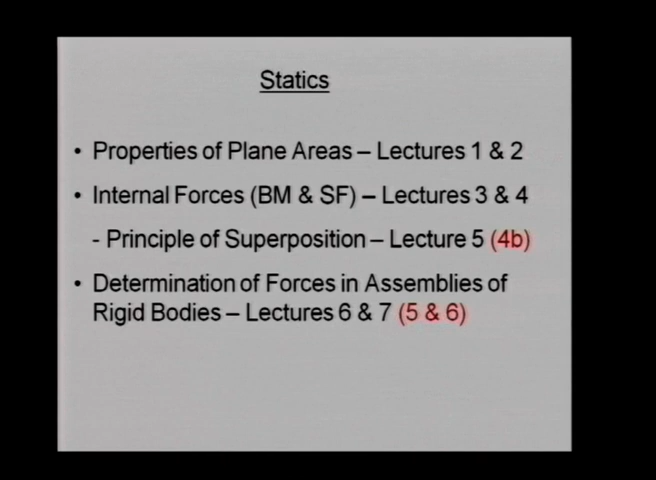 Statics
• Properties of Plane Areas – Lectures 1 & 2
• Internal Forces (BM & SF) – Lectures 3 & 4
- Principle of Superposition – Lecture 5 (4b)
• Determination of Forces in Assemblies of
Rigid Bodies – Lectures 6 & 7 (5 & 6)